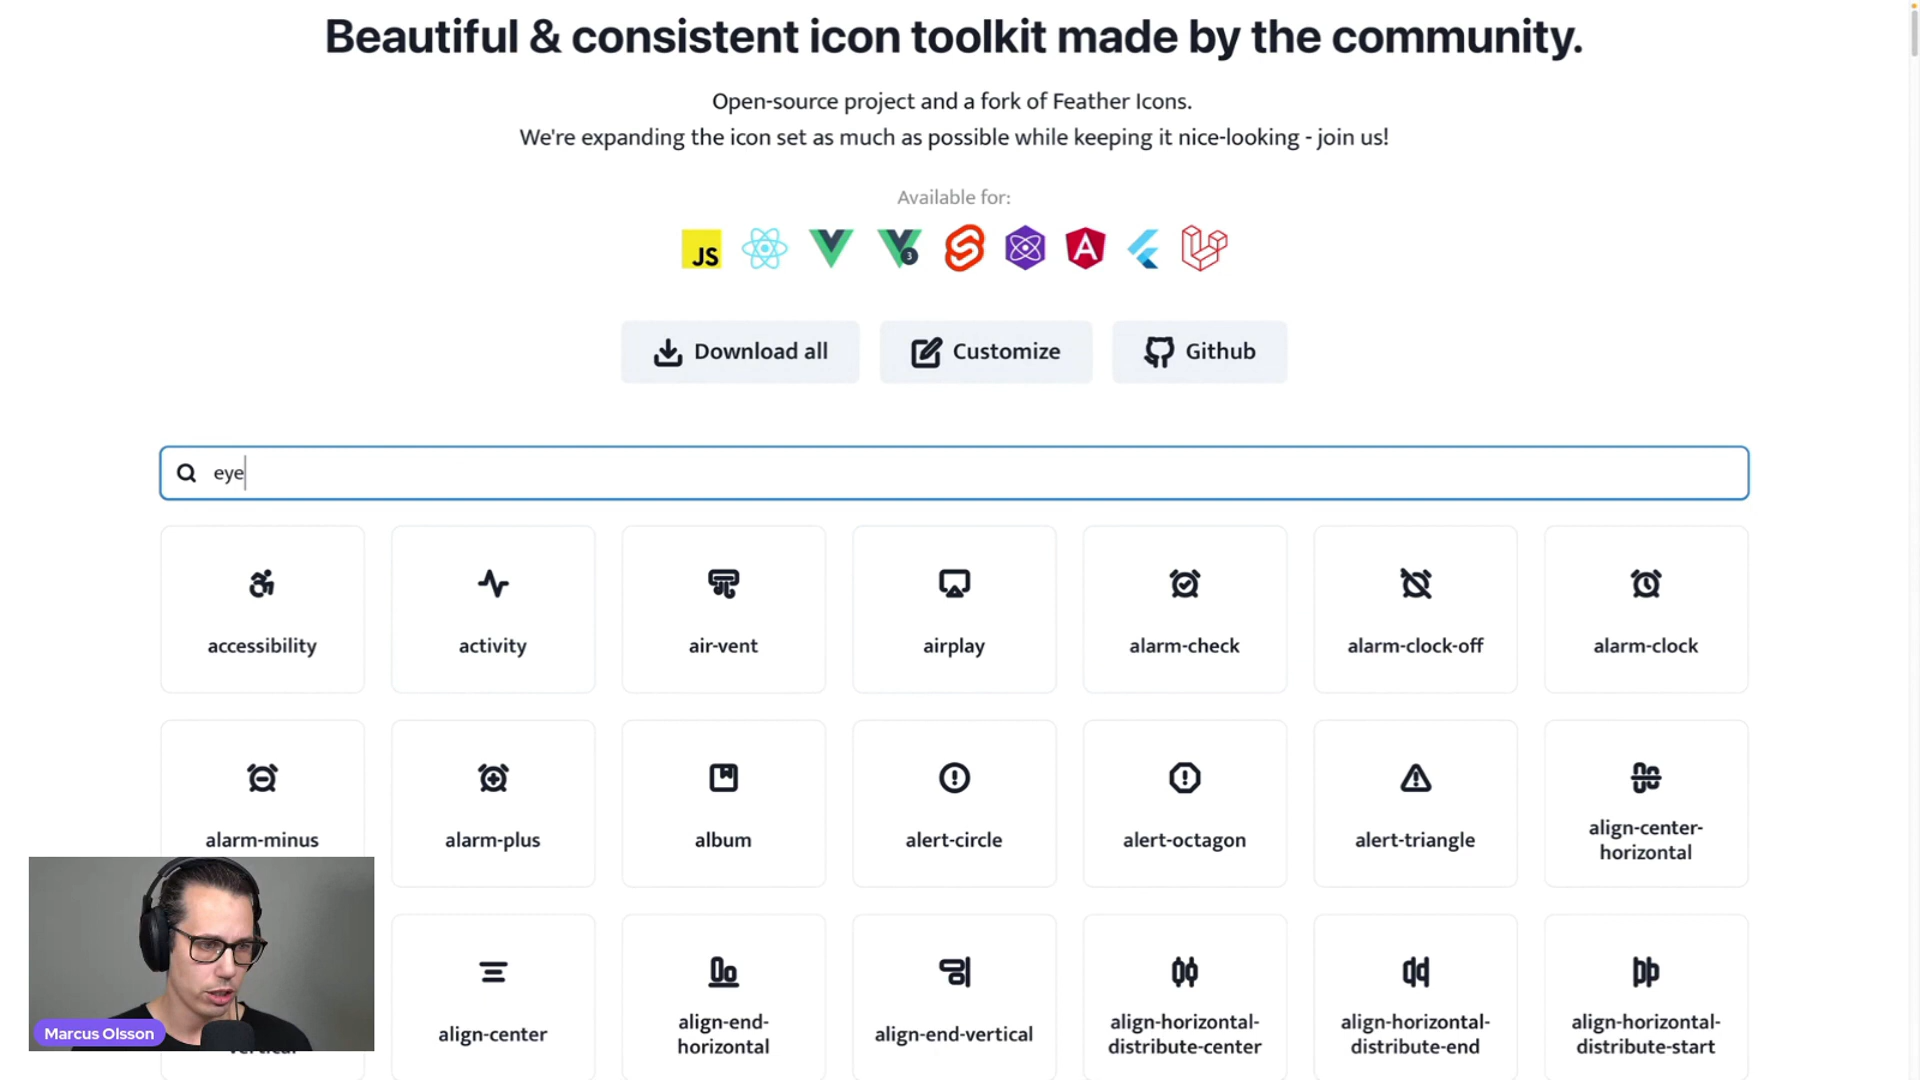 Beautiful & consistent icon toolkit made by the community.
Open-source project and a fork of Feather Icons.
We're expanding the icon set as much as possible while keeping it nice-looking - join us!
Available for:
JS
3
Download all
Customize
Github
eye
accessibility
activity
air-vent
airplay
alarm-check
alarm-clock-off
alarm-clock
alarm-minus
alarm-plus
album
alert-circle
alert-octagon
alert-triangle
align-center-
horizontal
align-center
align-end-
horizontal
align-end-vertical
align-horizontal-
distribute-center
align-horizontal-
distribute-end
align-horizontal-
distribute-start
Marcus Olsson